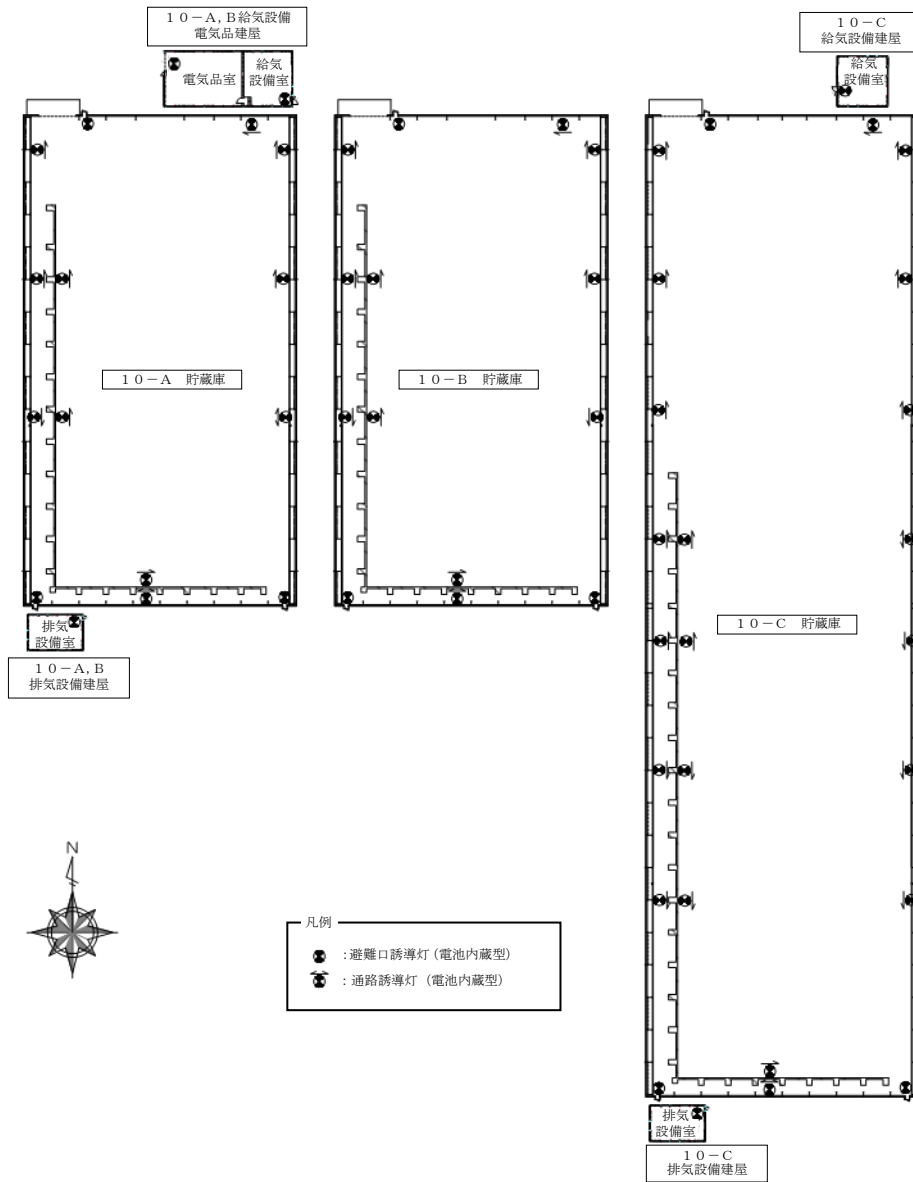 10－A，B給気設備
電気品建屋
電気品室
給気
設備室
10－C
給気設備建屋
給気
設備室
10－A　貯蔵庫
10－B　貯蔵庫
10－C　貯蔵庫
排気
設備室
10－A，B
排気設備建屋
N
凡例
：避難口誘導灯（電池内蔵型）
：通路誘導灯（電池内蔵型）
排気
設備室
10－C
排気設備建屋